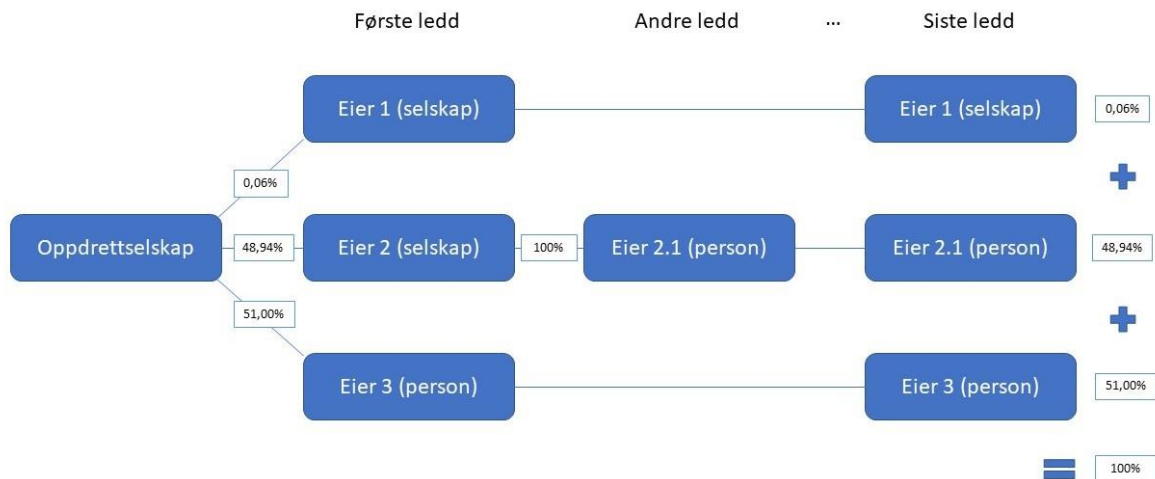 Første ledd
Andre ledd
...
Siste ledd
Eier 1 (selskap)
Eier 1 (selskap)
0,06%
0,06%
Oppdrettselskap
48,94%
Eier 2 (selskap)
100%
Eier 2.1 (person)
Eier 2.1 (person)
48,94%
51,00%
Eier 3 (person)
Eier 3 (person)
51,00%
100%